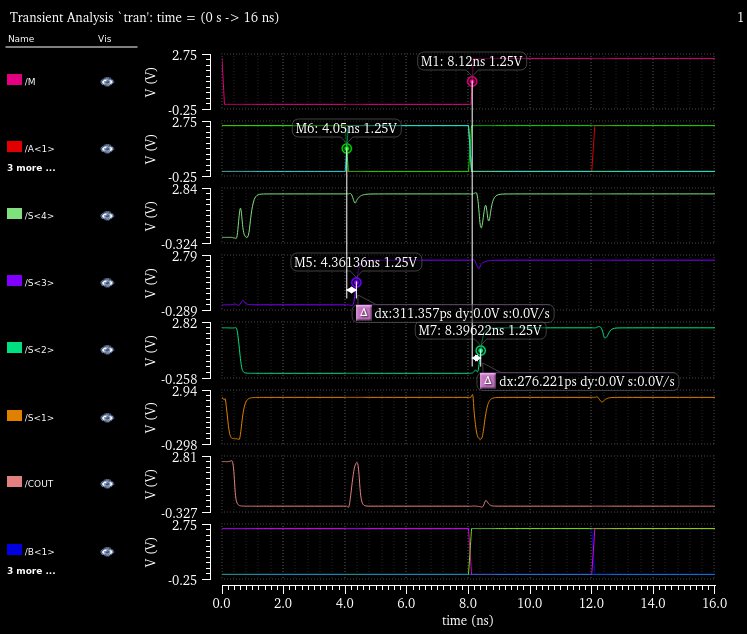 Transient Analysis `tran': time = (0 s -> 16 ns) 1
Name Vis
2.75
M1: 8.12ns 1.25V
/M
V (V)
-0.25
2.75
M6: 4.05ns 1.25V
/A<1>
V (V)
3 more ...
-0.25
2.84
/S<4>
V (V)
-0.324
2.79
M5: 4.36136ns 1.25V
/S<3>
V (V)
-0.289
Δ dx:311.357ps dy:0.0V s:0.0V/s
2.82
M7: 8.39622ns 1.25V
/S<2>
V (V)
-0.258
Δ dx:276.221ps dy:0.0V s:0.0V/s
2.94
/S<1>
V (V)
-0.298
2.81
/COUT
V (V)
-0.327
2.75
/B<1>
V (V)
3 more ...
-0.25
0.0 2.0 4.0 6.0 8.0 10.0 12.0 14.0 16.0
time (ns)